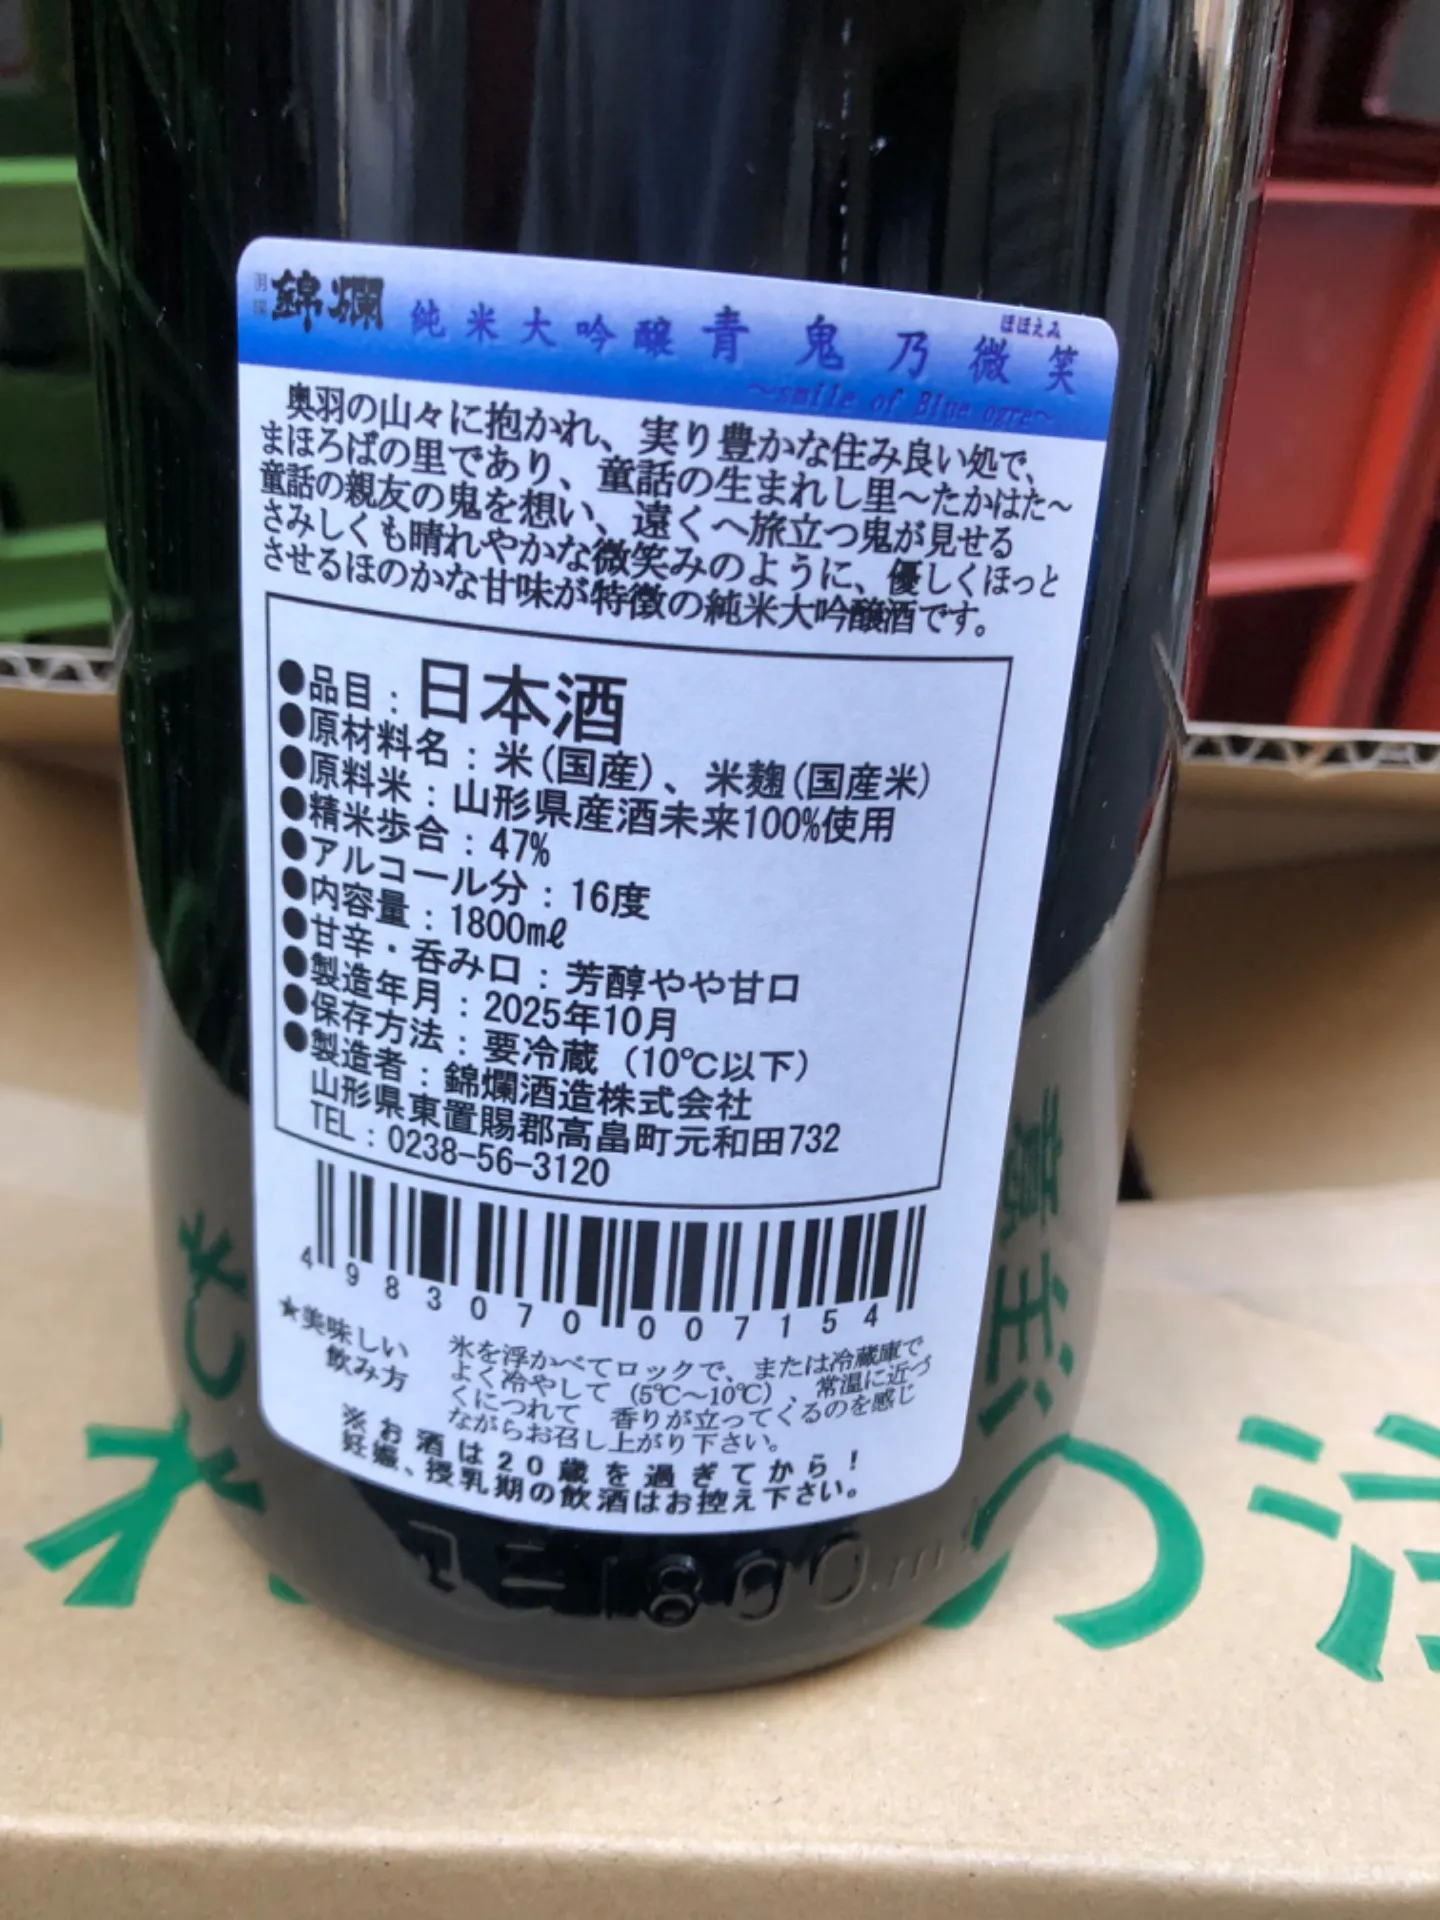 羽陽 錦爛 純米大吟醸 青鬼乃微笑
ほほえみ
～smile of Blue ogre～
奥羽の山々に抱かれ、実り豊かな住み良い処で、
まほろばの里であり、童話の生まれし里～たかはた～
童話の親友の鬼を想い、遠くへ旅立つ鬼が見せる
さみしくも晴れやかな微笑みのように、優しくほっと
させるほのかな甘味が特徴の純米大吟醸酒です。
●品目：日本酒
●原材料名：米(国産)、米麹(国産米)
●原料米：山形県産酒未来100%使用
●精米歩合：47%
●アルコール分：16度
●内容量：1800mℓ
●甘辛・呑み口：芳醇やや甘口
●製造年月：2025年10月
●保存方法：要冷蔵（10℃以下）
●製造者：錦爛酒造株式会社
山形県東置賜郡高畠町元和田732
TEL：0238-56-3120
4983070007154
★美味しい
飲み方
氷を浮かべてロックで、または冷蔵庫で
よく冷やして（5℃～10℃）、常温に近づ
くにつれて 香りが立ってくるのを感じ
ながらお召し上がり下さい。
※お酒は20歳を過ぎてから！
妊娠、授乳期の飲酒はお控え下さい。
1800ml